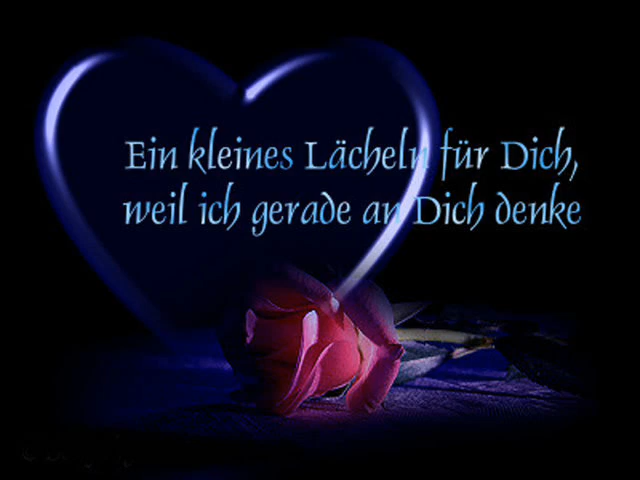 Ein kleines Lächeln für Dich,
weil ich gerade an Dich denke